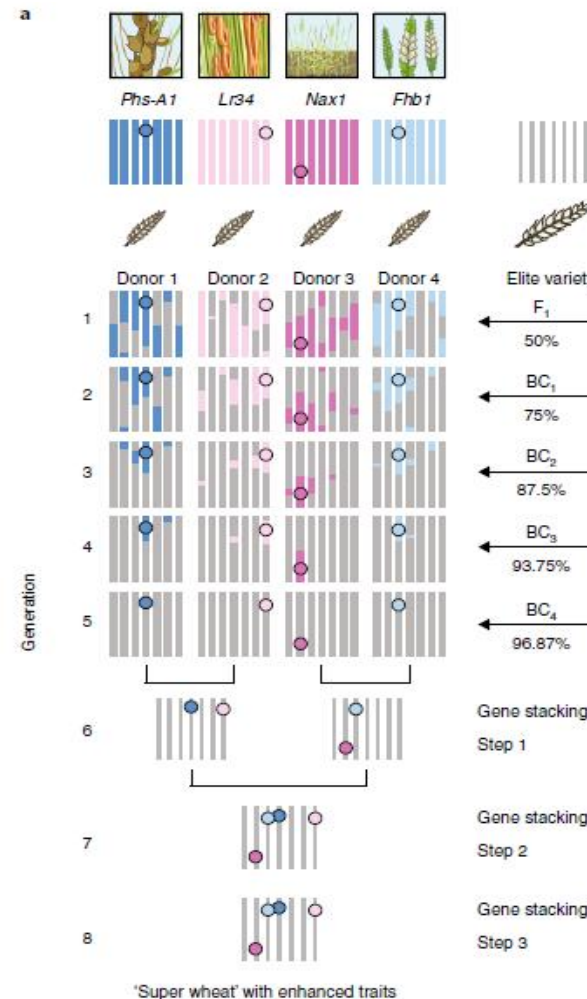 a
Phs-A1 Lr34 Nax1 Fhb1
Donor 1 Donor 2 Donor 3 Donor 4 Elite variet
1 F1
50%
2 BC1
75%
3 BC2
87.5%
4 BC3
93.75%
5 BC4
96.87%
Generation
6 Gene stacking
Step 1
7 Gene stacking
Step 2
8 Gene stacking
Step 3
'Super wheat' with enhanced traits